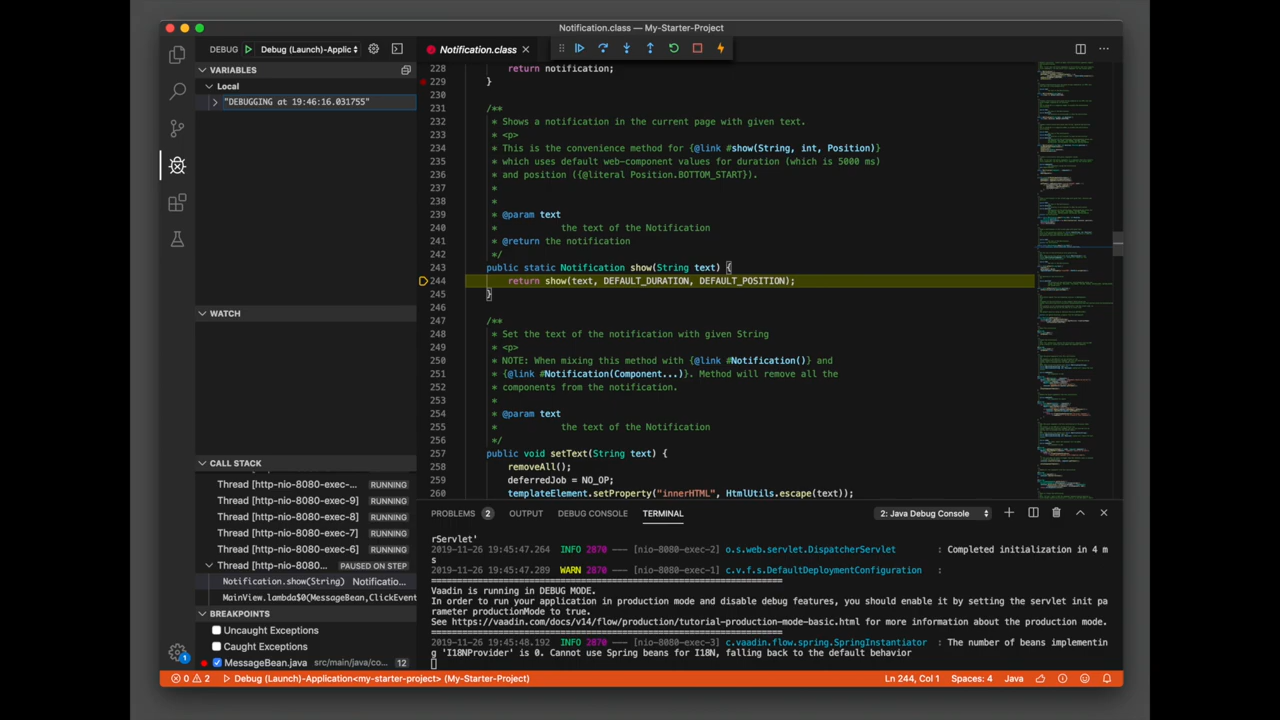 Notification.class — My-Starter-Project
DEBUG
Debug (Launch)-Applic
Notification.class
VARIABLES
Local
"DEBUGGING at 19:46:16.031755"
WATCH
CALL STACK
Thread [http-nio-8080-exec-
Thread [http-nio-8080-exec-9] RUNNING
Thread [http-nio-8080-exec-8] RUNNING
Thread [http-nio-8080-exec-7] RUNNING
Thread [http-nio-8080-exec-6] RUNNING
Thread [http-nio-8080... PAUSED ON STEP
Notification.show(String) Notificatio...
MainView.lambda$0(MessageBean,ClickEvent
BREAKPOINTS
Uncaught Exceptions
Caught Exceptions
MessageBean.java src/main/java/co... 12
228 return notification;
229 }
230
231 /**
232 * Shows a notification in the current page with given text.
233 * <p>
234 * This is the convenience method for {@link #show(String, int, Position)}
235 * which uses default web-component values for duration (which is 5000 ms)
236 * and position ({@literal Position.BOTTOM_START}).
237 *
238 *
239 * @param text
240 * the text of the Notification
241 * @return the notification
242 */
243 public static Notification show(String text) {
244 return show(text, DEFAULT_DURATION, DEFAULT_POSITION);
245 }
246
247 /**
248 * Set the text of the notification with given String
249 * <p>
250 * NOTE: When mixing this method with {@link #Notification()} and
251 * {@link #Notification(Component...)}. Method will remove all the
252 * components from the notification.
253 *
254 * @param text
255 * the text of the Notification
256 */
257 public void setText(String text) {
258 removeAll();
259 deferredJob = NO_OP;
260 templateElement.setProperty("innerHTML", HtmlUtils.escape(text));
PROBLEMS 2 OUTPUT DEBUG CONSOLE TERMINAL 2: Java Debug Console
rServlet'
2019-11-26 19:45:47.264 INFO 2870 --- [nio-8080-exec-2] o.s.web.servlet.DispatcherServlet : Completed initialization in 4 m
s
2019-11-26 19:45:47.289 WARN 2870 --- [nio-8080-exec-1] c.v.f.s.DefaultDeploymentConfiguration :
====================================================================
Vaadin is running in DEBUG MODE.
In order to run your application in production mode and disable debug features, you should enable it by setting the servlet init pa
rameter productionMode to true.
See https://vaadin.com/docs/v14/flow/production/tutorial-production-mode-basic.html for more information about the production mode.
====================================================================
2019-11-26 19:45:48.192 INFO 2870 --- [nio-8080-exec-3] c.vaadin.flow.spring.SpringInstantiator : The number of beans implementin
g 'I18NProvider' is 0. Cannot use Spring beans for I18N, falling back to the default behavior
1
0 2 Debug (Launch)-Application<my-starter-project> (My-Starter-Project) Ln 244, Col 1 Spaces: 4 Java